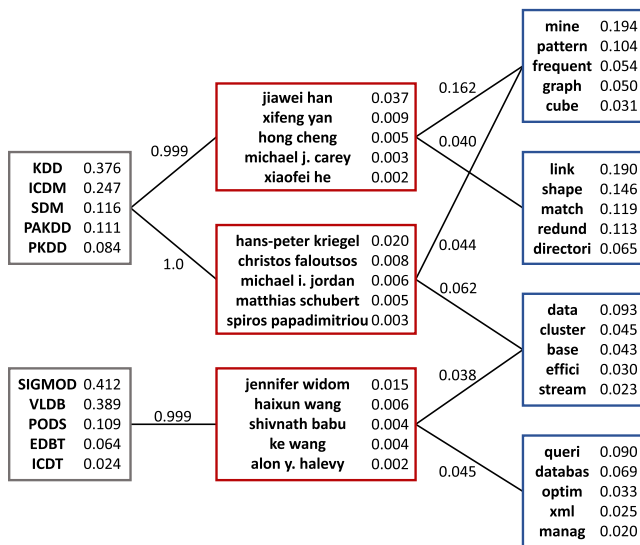 KDD 0.376
ICDM 0.247
SDM 0.116
PAKDD 0.111
PKDD 0.084
SIGMOD 0.412
VLDB 0.389
PODS 0.109
EDBT 0.064
ICDT 0.024
0.999
1.0
0.999
jiawei han 0.037
xifeng yan 0.009
hong cheng 0.005
michael j. carey 0.003
xiaofei he 0.002
hans-peter kriegel 0.020
christos faloutsos 0.008
michael i. jordan 0.006
matthias schubert 0.005
spiros papadimitriou 0.003
jennifer widom 0.015
haixun wang 0.006
shivnath babu 0.004
ke wang 0.004
alon y. halevy 0.002
0.162
0.040
0.044
0.062
0.038
0.045
mine 0.194
pattern 0.104
frequent 0.054
graph 0.050
cube 0.031
link 0.190
shape 0.146
match 0.119
redund 0.113
directori 0.065
data 0.093
cluster 0.045
base 0.043
effici 0.030
stream 0.023
queri 0.090
databas 0.069
optim 0.033
xml 0.025
manag 0.020